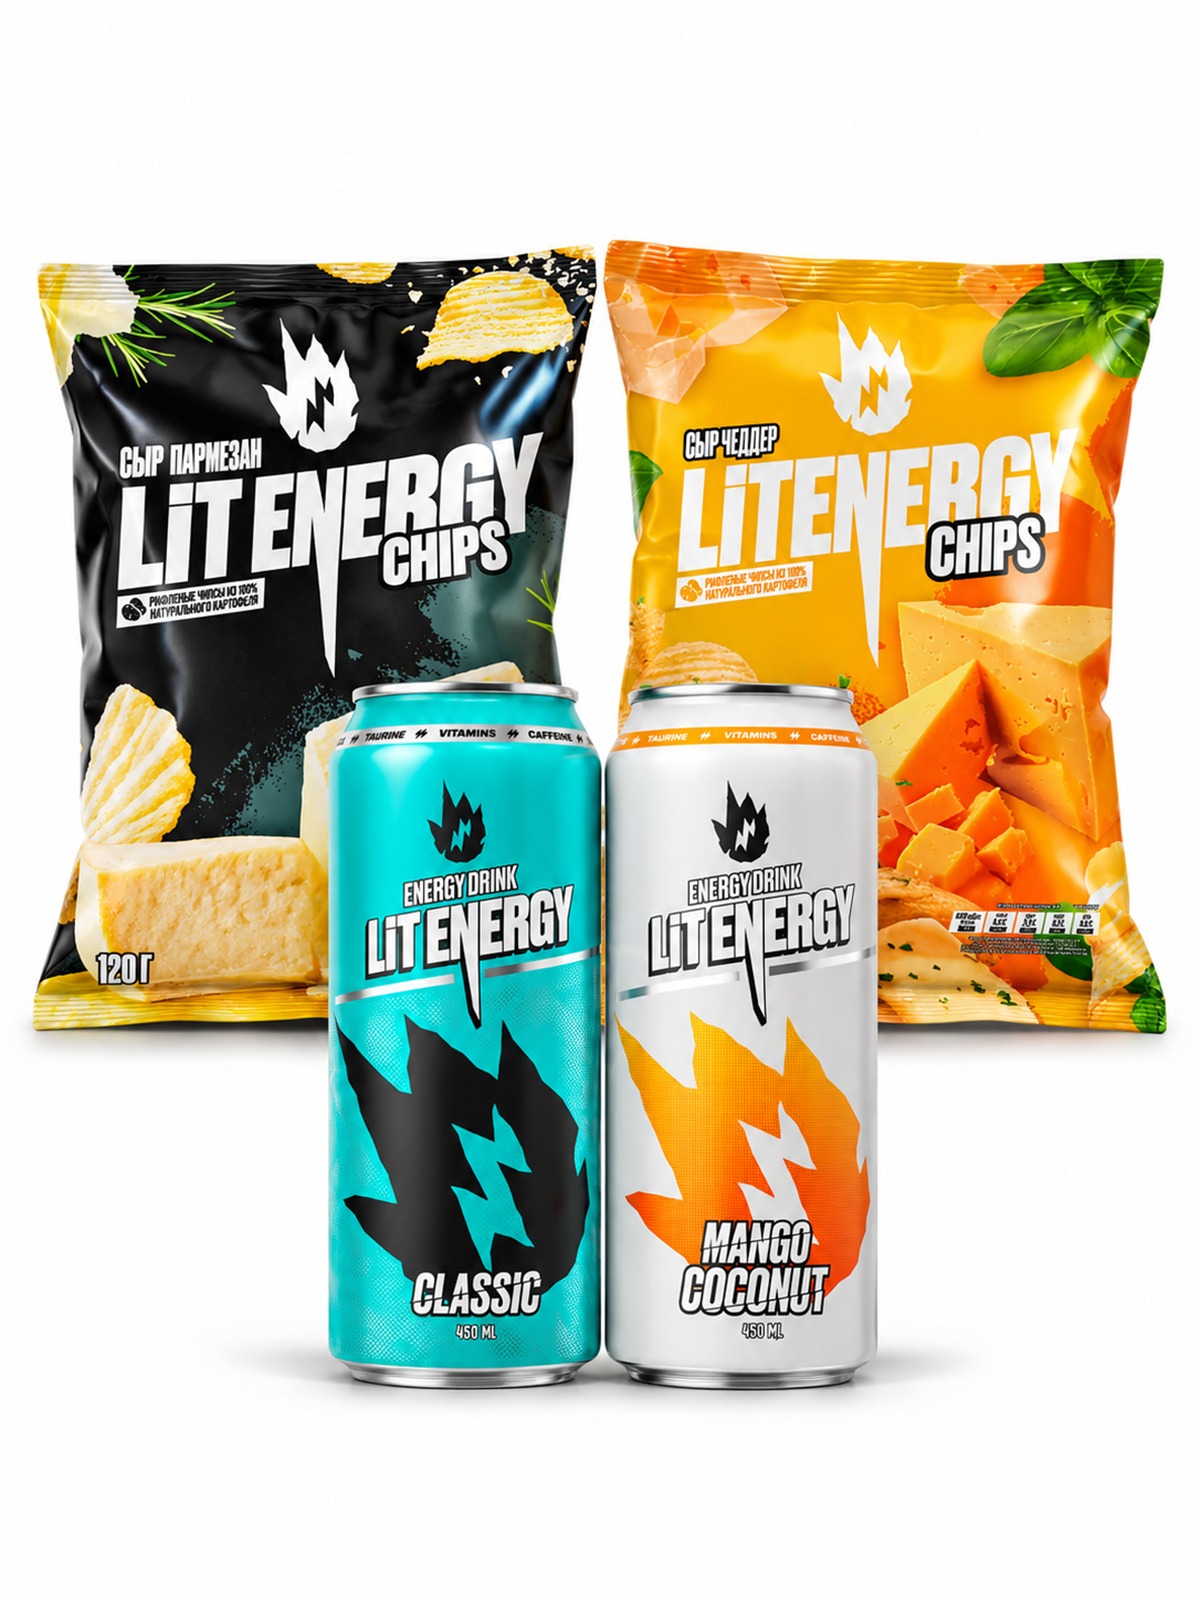 СЫР ПАРМЕЗАН
LiT ENERGY
CHIPS
РИФЛЕНЫЕ ЧИПСЫ ИЗ 100%
НАТУРАЛЬНОГО КАРТОФЕЛЯ
120 Г
СЫР ЧЕДДЕР
LiT ENERGY
CHIPS
РИФЛЕНЫЕ ЧИПСЫ ИЗ 100%
НАТУРАЛЬНОГО КАРТОФЕЛЯ
TAURINE VITAMINS CAFFEINE
ENERGY DRINK
LiT ENERGY
CLASSIC
450 ML
TAURINE VITAMINS CAFFEINE
ENERGY DRINK
LiT ENERGY
MANGO
COCONUT
450 ML